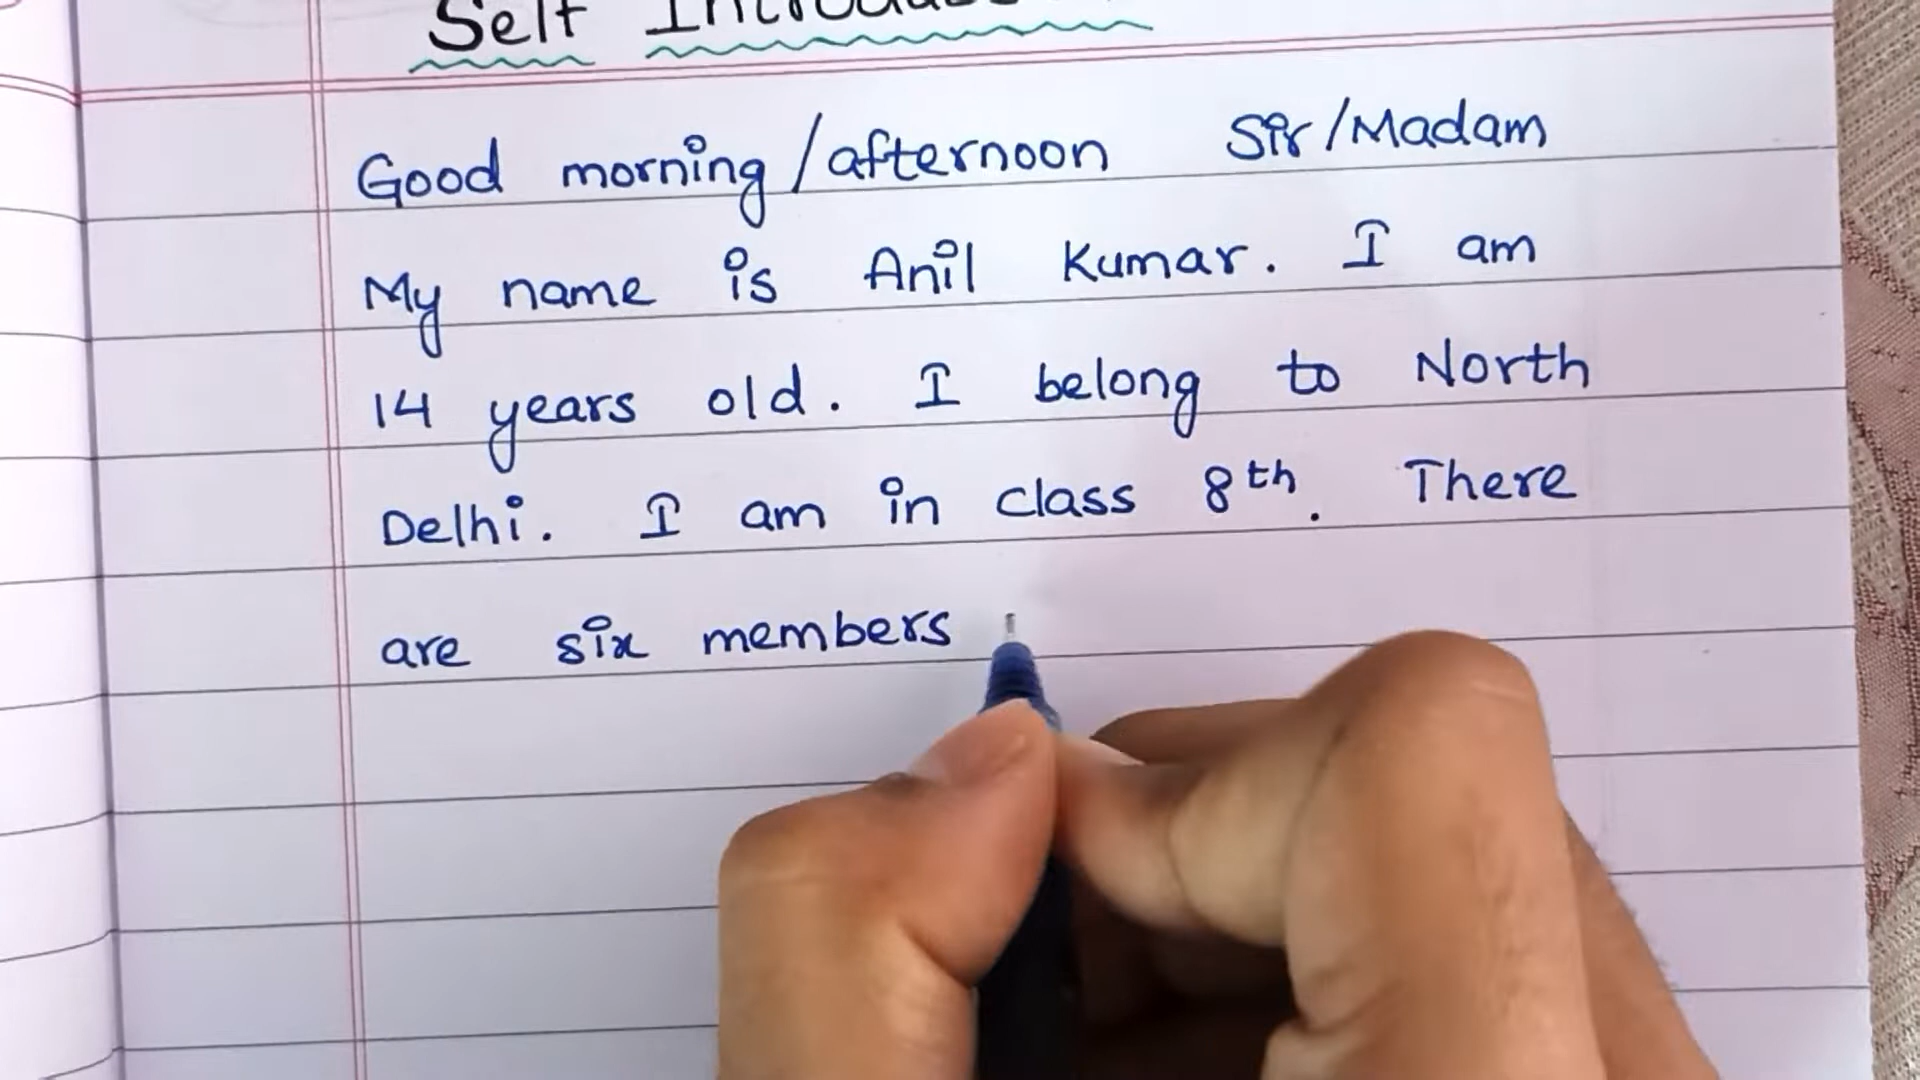 Self
Good morning/afternoon Sir/Madam
My name is Anil Kumar. I am
14 years old. I belong to North
Delhi. I am in class 8th. There
are six members